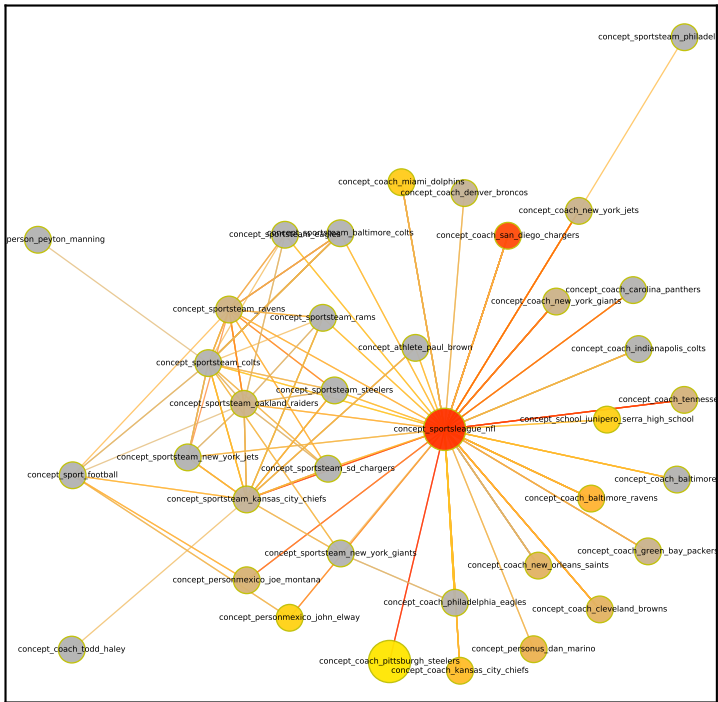 concept_sportsteam_philadel
concept_coach_miami_dolphins
concept_coach_denver_broncos
concept_coach_new_york_jets
person_peyton_manning
concept_sportsteam_eagles
concept_sportsteam_baltimore_colts
concept_coach_san_diego_chargers
concept_coach_carolina_panthers
concept_coach_new_york_giants
concept_sportsteam_ravens
concept_sportsteam_rams
concept_athlete_paul_brown
concept_coach_indianapolis_colts
concept_sportsteam_colts
concept_sportsteam_steelers
concept_sportsteam_oakland_raiders
concept_coach_tennesse
concept_school_junipero_serra_high_school
concept_sportsleague_nfl
concept_sportsteam_new_york_jets
concept_sportsteam_sd_chargers
concept_sport_football
concept_coach_baltimore
concept_sportsteam_kansas_city_chiefs
concept_coach_baltimore_ravens
concept_sportsteam_new_york_giants
concept_coach_green_bay_packers
concept_coach_new_orleans_saints
concept_personmexico_joe_montana
concept_coach_philadelphia_eagles
concept_coach_cleveland_browns
concept_personmexico_john_elway
concept_coach_todd_haley
concept_personus_dan_marino
concept_coach_pittsburgh_steelers
concept_coach_kansas_city_chiefs